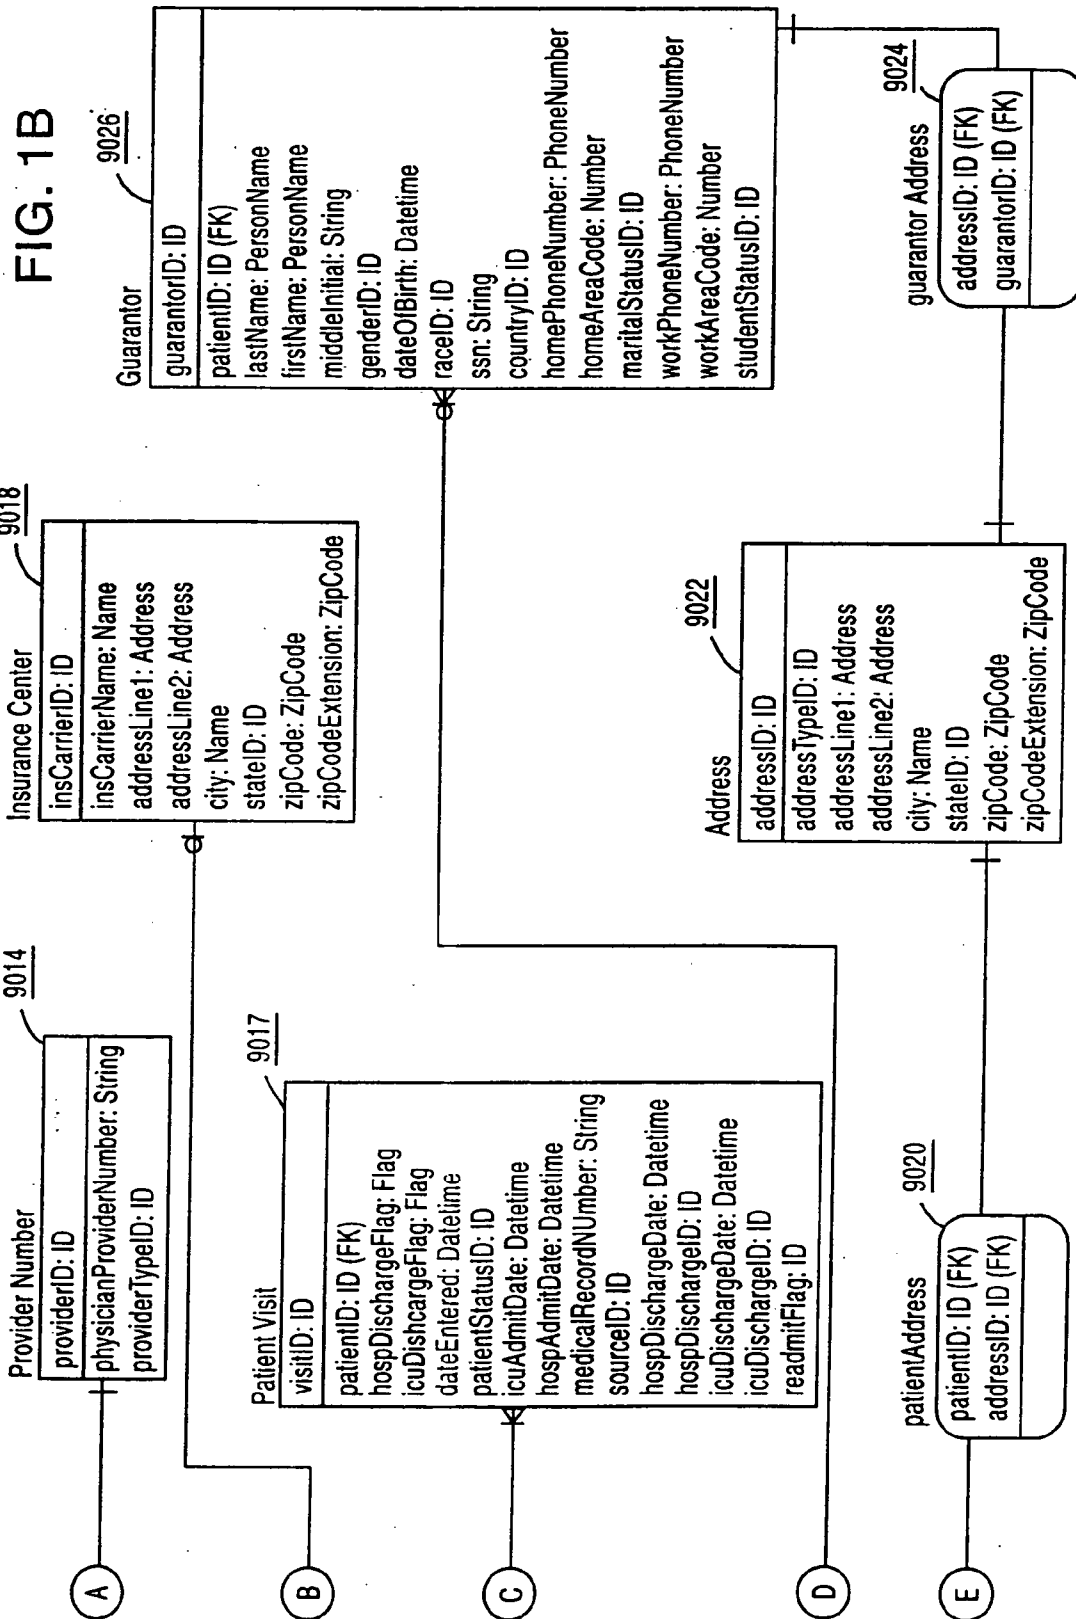 FIG. 1B
Provider Number
9014
providerID: ID
physicianProviderNumber: String
providerTypeID: ID
Insurance Center
9018
insCarrierID: ID
insCarrierName: Name
addressLine1: Address
addressLine2: Address
city: Name
stateID: ID
zipCode: ZipCode
zipCodeExtension: ZipCode
Guarantor
9026
guarantorID: ID
patientID: ID (FK)
lastName: PersonName
firstName: PersonName
middleInitial: String
genderID: ID
dateOfBirth: Datetime
raceID: ID
ssn: String
countryID: ID
homePhoneNumber: PhoneNumber
homeAreaCode: Number
maritalStatusID: ID
workPhoneNumber: PhoneNumber
workAreaCode: Number
studentStatusID: ID
Patient Visit
9017
visitID: ID
patientID: ID (FK)
hospDischargeFlag: Flag
icuDishcargeFlag: Flag
dateEntered: Datetime
patientStatusID: ID
icuAdmitDate: Datetime
hospAdmitDate: Datetime
medicalRecordNUmber: String
sourceID: ID
hospDischargeDate: Datetime
hospDischargeID: ID
icuDischargeDate: Datetime
icuDischargeID: ID
readmitFlag: ID
Address
9022
addressID: ID
addressTypeID: ID
addressLine1: Address
addressLine2: Address
city: Name
stateID: ID
zipCode: ZipCode
zipCodeExtension: ZipCode
patientAddress
9020
patientID: ID (FK)
addressID: ID (FK)
guarantor Address
9024
addressID: ID (FK)
guarantorID: ID (FK)
A
B
C
D
E